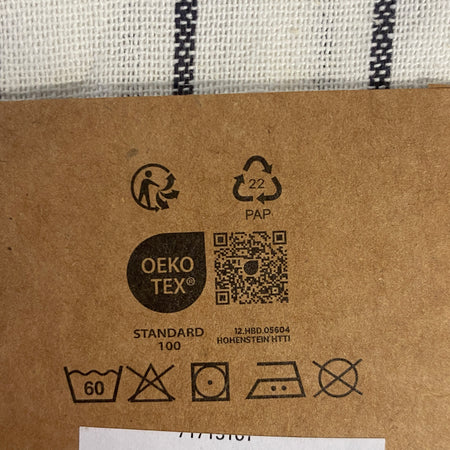 22
PAP
OEKO
TEX®
STANDARD
100
12.HBD.05604
HOHENSTEIN HTTI
60